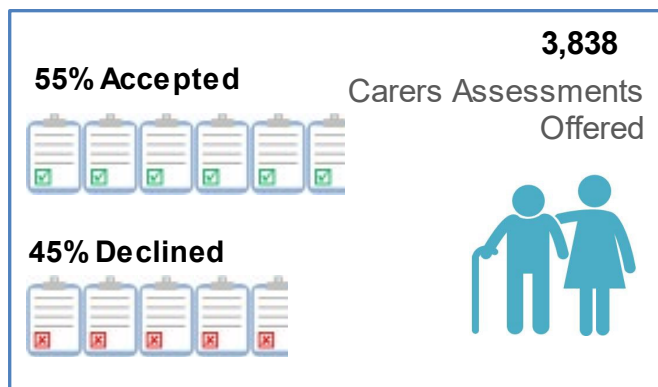 3,838
55% Accepted
Carers Assessments
Offered
45% Declined